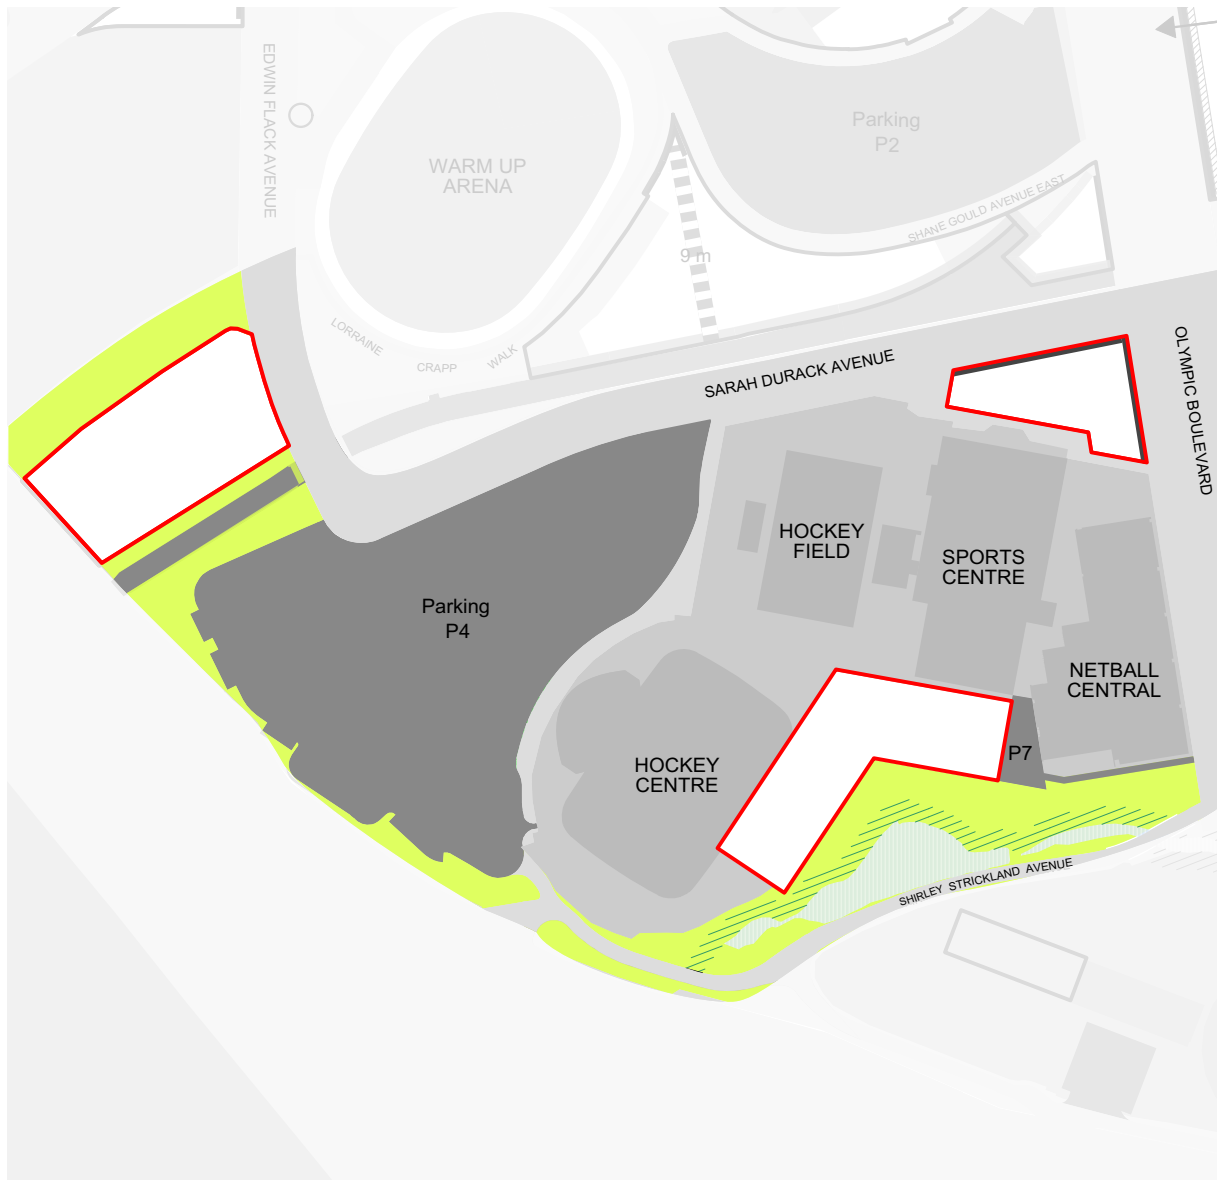 EDWIN FLACK AVENUE
WARM UP
ARENA
Parking
P2
SHANE GOULD AVENUE EAST
9 m
LORRAINE
CRAPP
WALK
SARAH DURACK AVENUE
OLYMPIC BOULEVARD
HOCKEY
FIELD
SPORTS
CENTRE
Parking
P4
NETBALL
CENTRAL
HOCKEY
CENTRE
P7
SHIRLEY STRICKLAND AVENUE